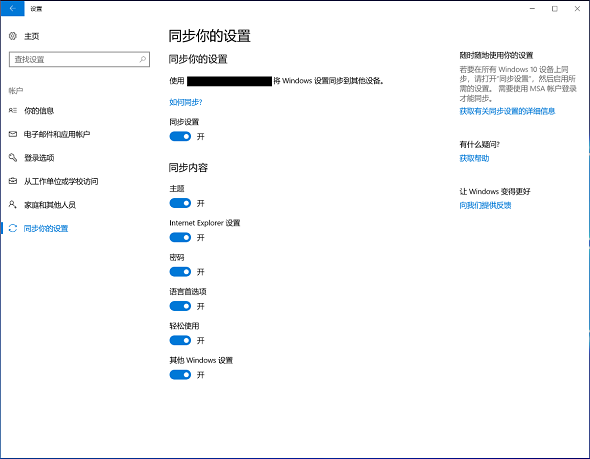 设置
主页
查找设置
帐户
你的信息
电子邮件和应用帐户
登录选项
从工作单位或学校访问
家庭和其他人员
同步你的设置
同步你的设置
同步你的设置
使用 将 Windows 设置同步到其他设备。
如何同步?
同步设置
开
同步内容
主题
开
Internet Explorer 设置
开
密码
开
语言首选项
开
轻松使用
开
其他 Windows 设置
开
随时随地使用你的设置
若要在所有 Windows 10 设备上同
步，请打开“同步设置”，然后启用所
需的设置。 需要使用 MSA 帐户登录
才能同步。
获取有关同步设置的详细信息
有什么疑问?
获取帮助
让 Windows 变得更好
向我们提供反馈